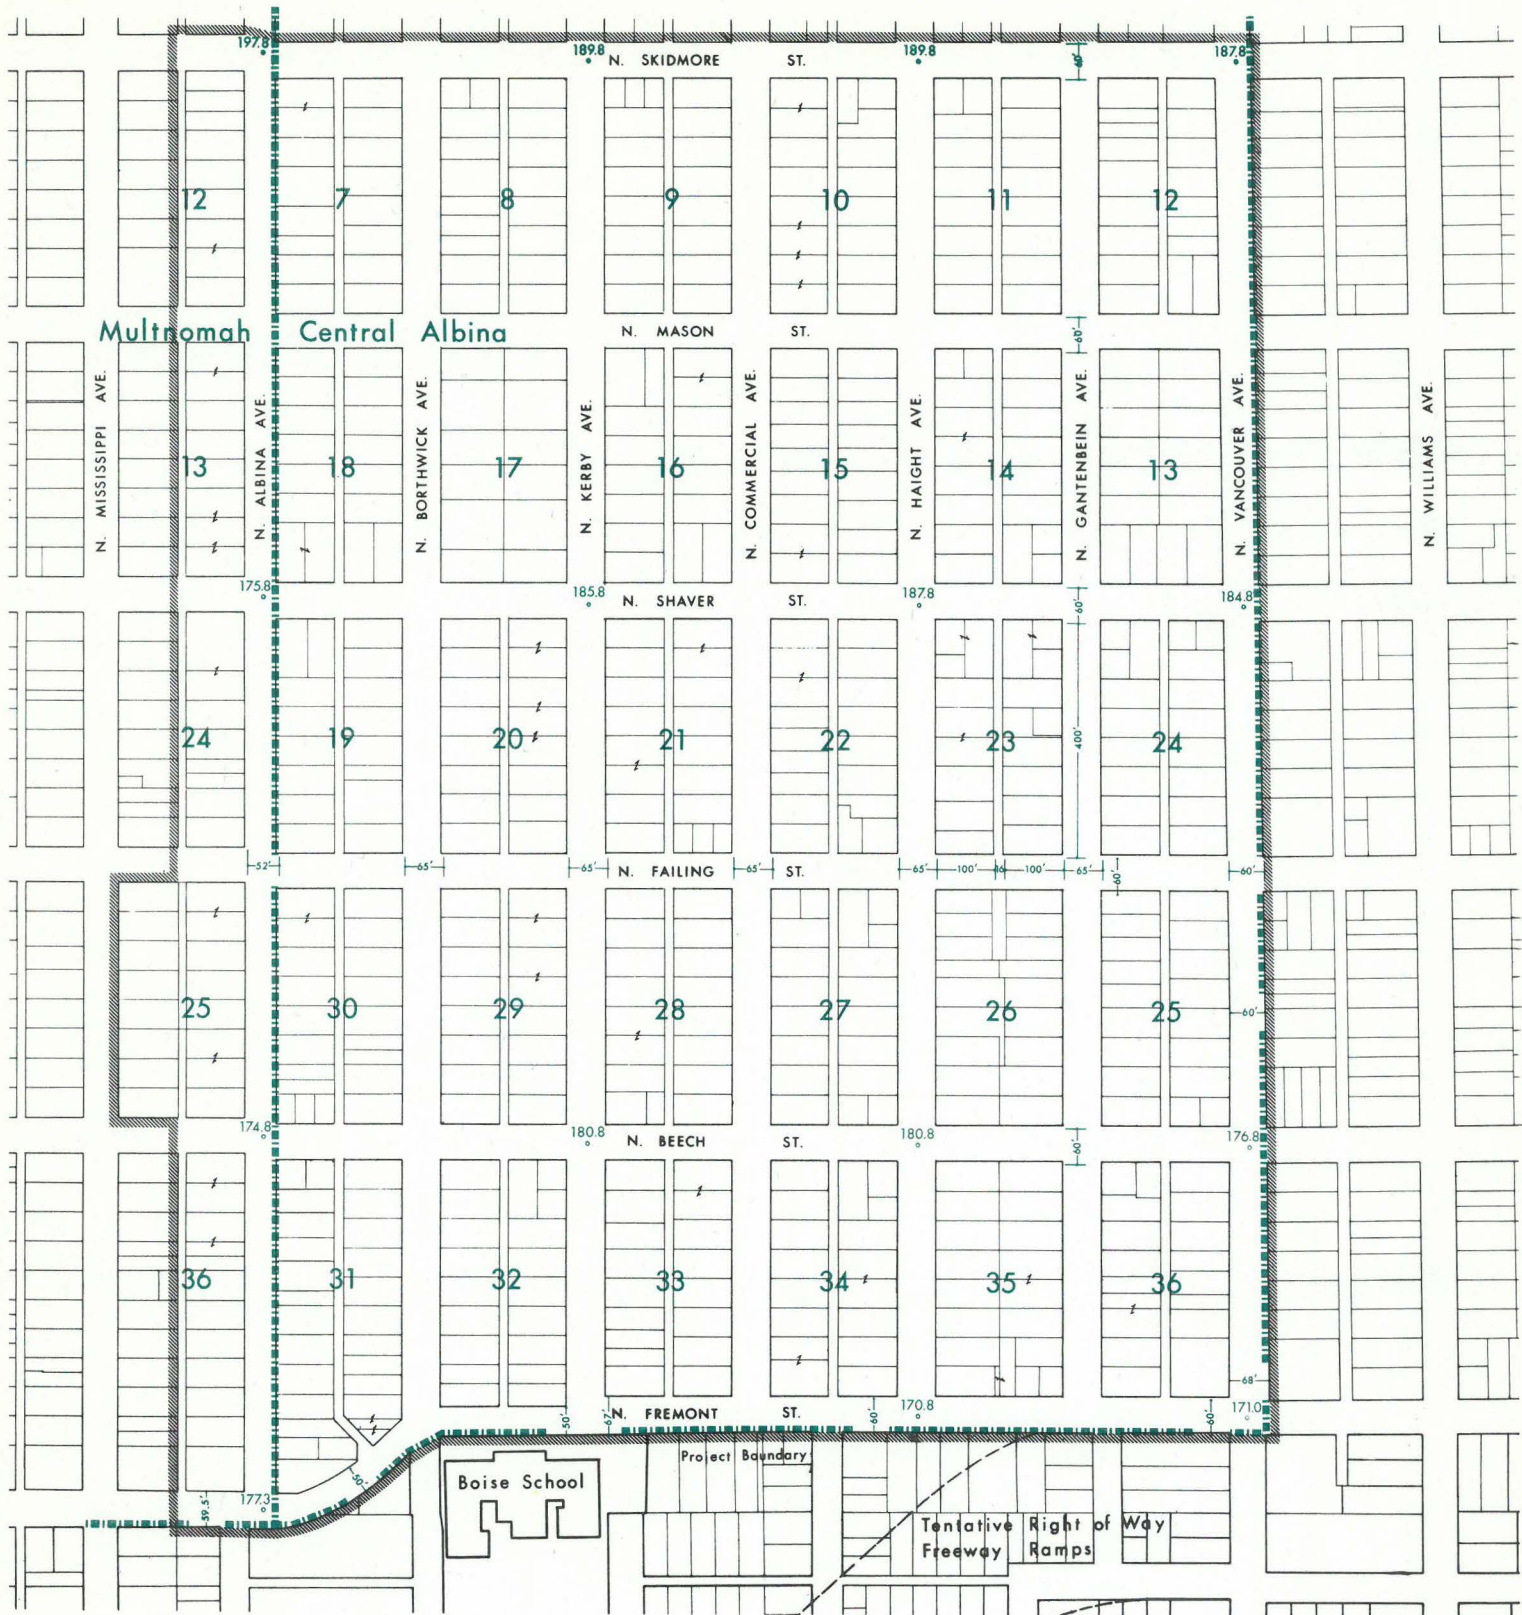 197.8 189.8 189.8 187.8
N. SKIDMORE ST.
60'
12 7 8 9 10 11 12
Multnomah Central Albina
N. MASON ST.
60'
N. MISSISSIPPI AVE.
N. ALBINA AVE.
N. BORTHWICK AVE.
N. KERBY AVE.
N. COMMERCIAL AVE.
N. HAIGHT AVE.
N. GANTENBEIN AVE.
N. VANCOUVER AVE.
N. WILLIAMS AVE.
13 18 17 16 15 14 13
175.8 185.8 187.8 184.8
N. SHAVER ST.
60'
24 19 20 21 22 23 24
400'
52' 65' 65' 65' 65' 100' 16 100' 65' 60'
N. FAILING ST.
60'
25 30 29 28 27 26 25
60'
174.8 180.8 180.8 176.8
N. BEECH ST.
60'
36 31 32 33 34 35 36
68'
170.8 171.0
50' 67' 60' 60'
N. FREMONT ST.
Project Boundary
Boise School
50'
177.3
59.5'
Tentative Right of Way
Freeway Ramps